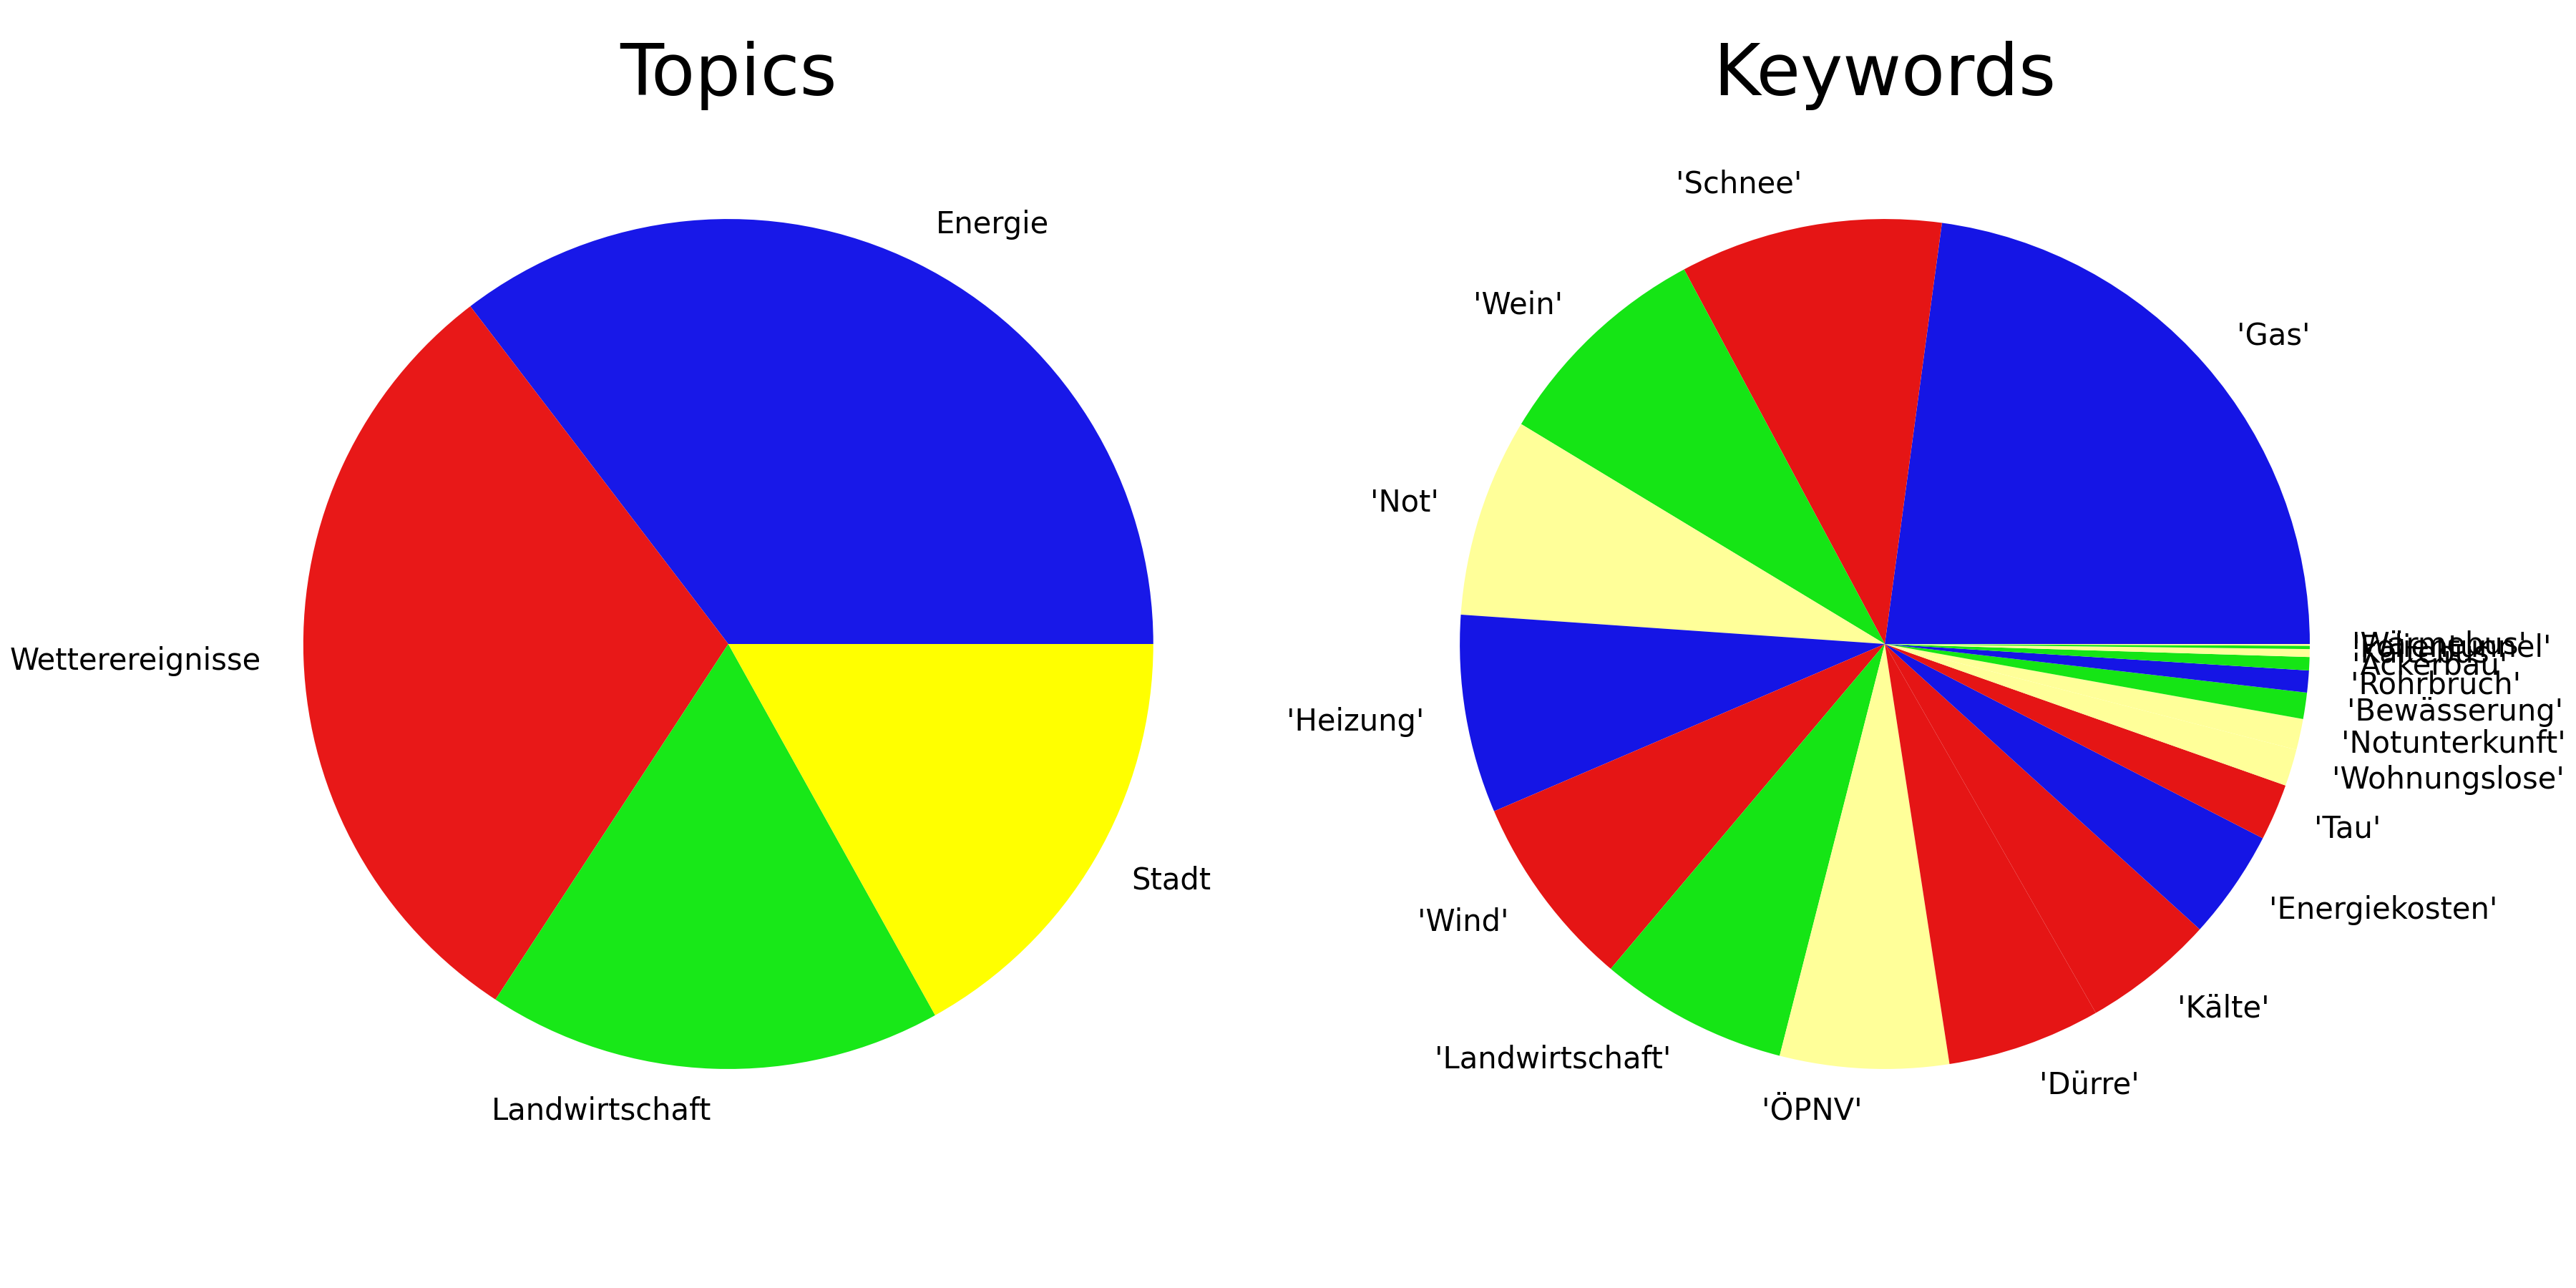 Topics
Energie
Wetterereignisse
Landwirtschaft
Stadt
Keywords
'Gas'
'Schnee'
'Wein'
'Not'
'Heizung'
'Wind'
'Landwirtschaft'
'ÖPNV'
'Dürre'
'Kälte'
'Energiekosten'
'Tau'
'Wohnungslose'
'Notunterkunft'
'Bewässerung'
'Rohrbruch'
'Ackerbau'
'Wärmebus'